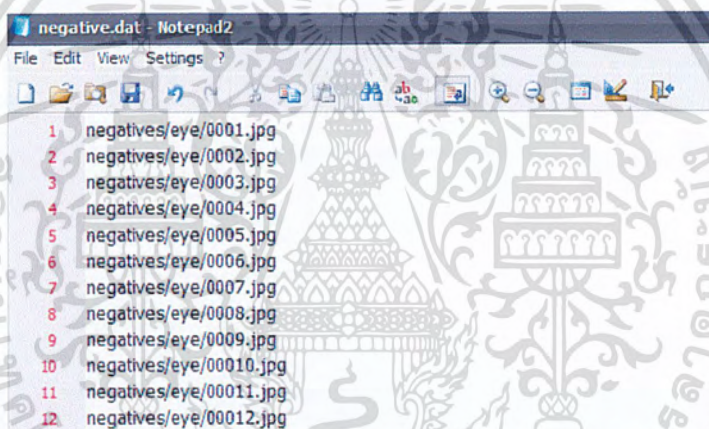 negative.dat - Notepad2
File Edit View Settings ?
1 negatives/eye/0001.jpg
2 negatives/eye/0002.jpg
3 negatives/eye/0003.jpg
4 negatives/eye/0004.jpg
5 negatives/eye/0005.jpg
6 negatives/eye/0006.jpg
7 negatives/eye/0007.jpg
8 negatives/eye/0008.jpg
9 negatives/eye/0009.jpg
10 negatives/eye/00010.jpg
11 negatives/eye/00011.jpg
12 negatives/eye/00012.jpg